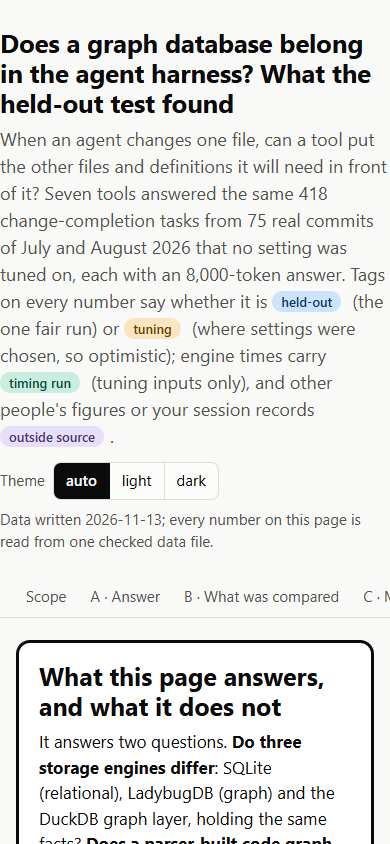 Does a graph database belong
in the agent harness? What the
held-out test found
When an agent changes one file, can a tool put
the other files and definitions it will need in front
of it? Seven tools answered the same 418
change-completion tasks from 75 real commits
of July and August 2026 that no setting was
tuned on, each with an 8,000-token answer. Tags
on every number say whether it is held-out (the
one fair run) or tuning (where settings were
chosen, so optimistic); engine times carry
timing run (tuning inputs only), and other
people's figures or your session records
outside source .
Theme auto light dark
Data written 2026-11-13; every number on this page is
read from one checked data file.
Scope A · Answer B · What was compared C ·
What this page answers,
and what it does not
It answers two questions. Do three
storage engines differ: SQLite
(relational), LadybugDB (graph) and the
DuckDB graph layer, holding the same
facts? Does a parser-built code graph